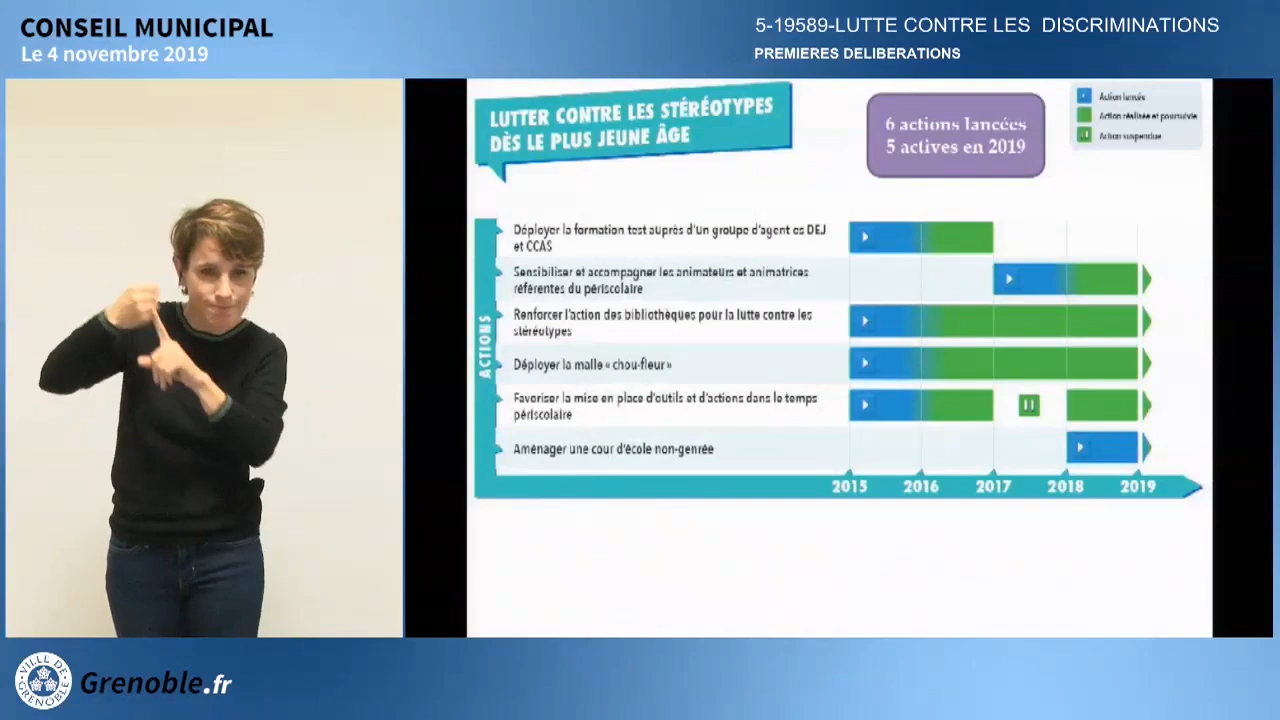 CONSEIL MUNICIPAL
Le 4 novembre 2019
5-19589-LUTTE CONTRE LES  DISCRIMINATIONS
PREMIERES DELIBERATIONS
LUTTER CONTRE LES STÉRÉOTYPES
DÈS LE PLUS JEUNE ÂGE
6 actions lancées
5 actives en 2019
Action lancée
Action réalisée et poursuivie
Action suspendue
ACTIONS
Déployer la formation test auprès d'un groupe d'agent·es DEJ
et CCAS
Sensibiliser et accompagner les animateurs et animatrices
référentes du périscolaire
Renforcer l'action des bibliothèques pour la lutte contre les
stéréotypes
Déployer la malle « chou-fleur »
Favoriser la mise en place d'outils et d'actions dans le temps
périscolaire
Aménager une cour d'école non-genrée
2015 2016 2017 2018 2019
VILLE DE GRENOBLE
Grenoble.fr